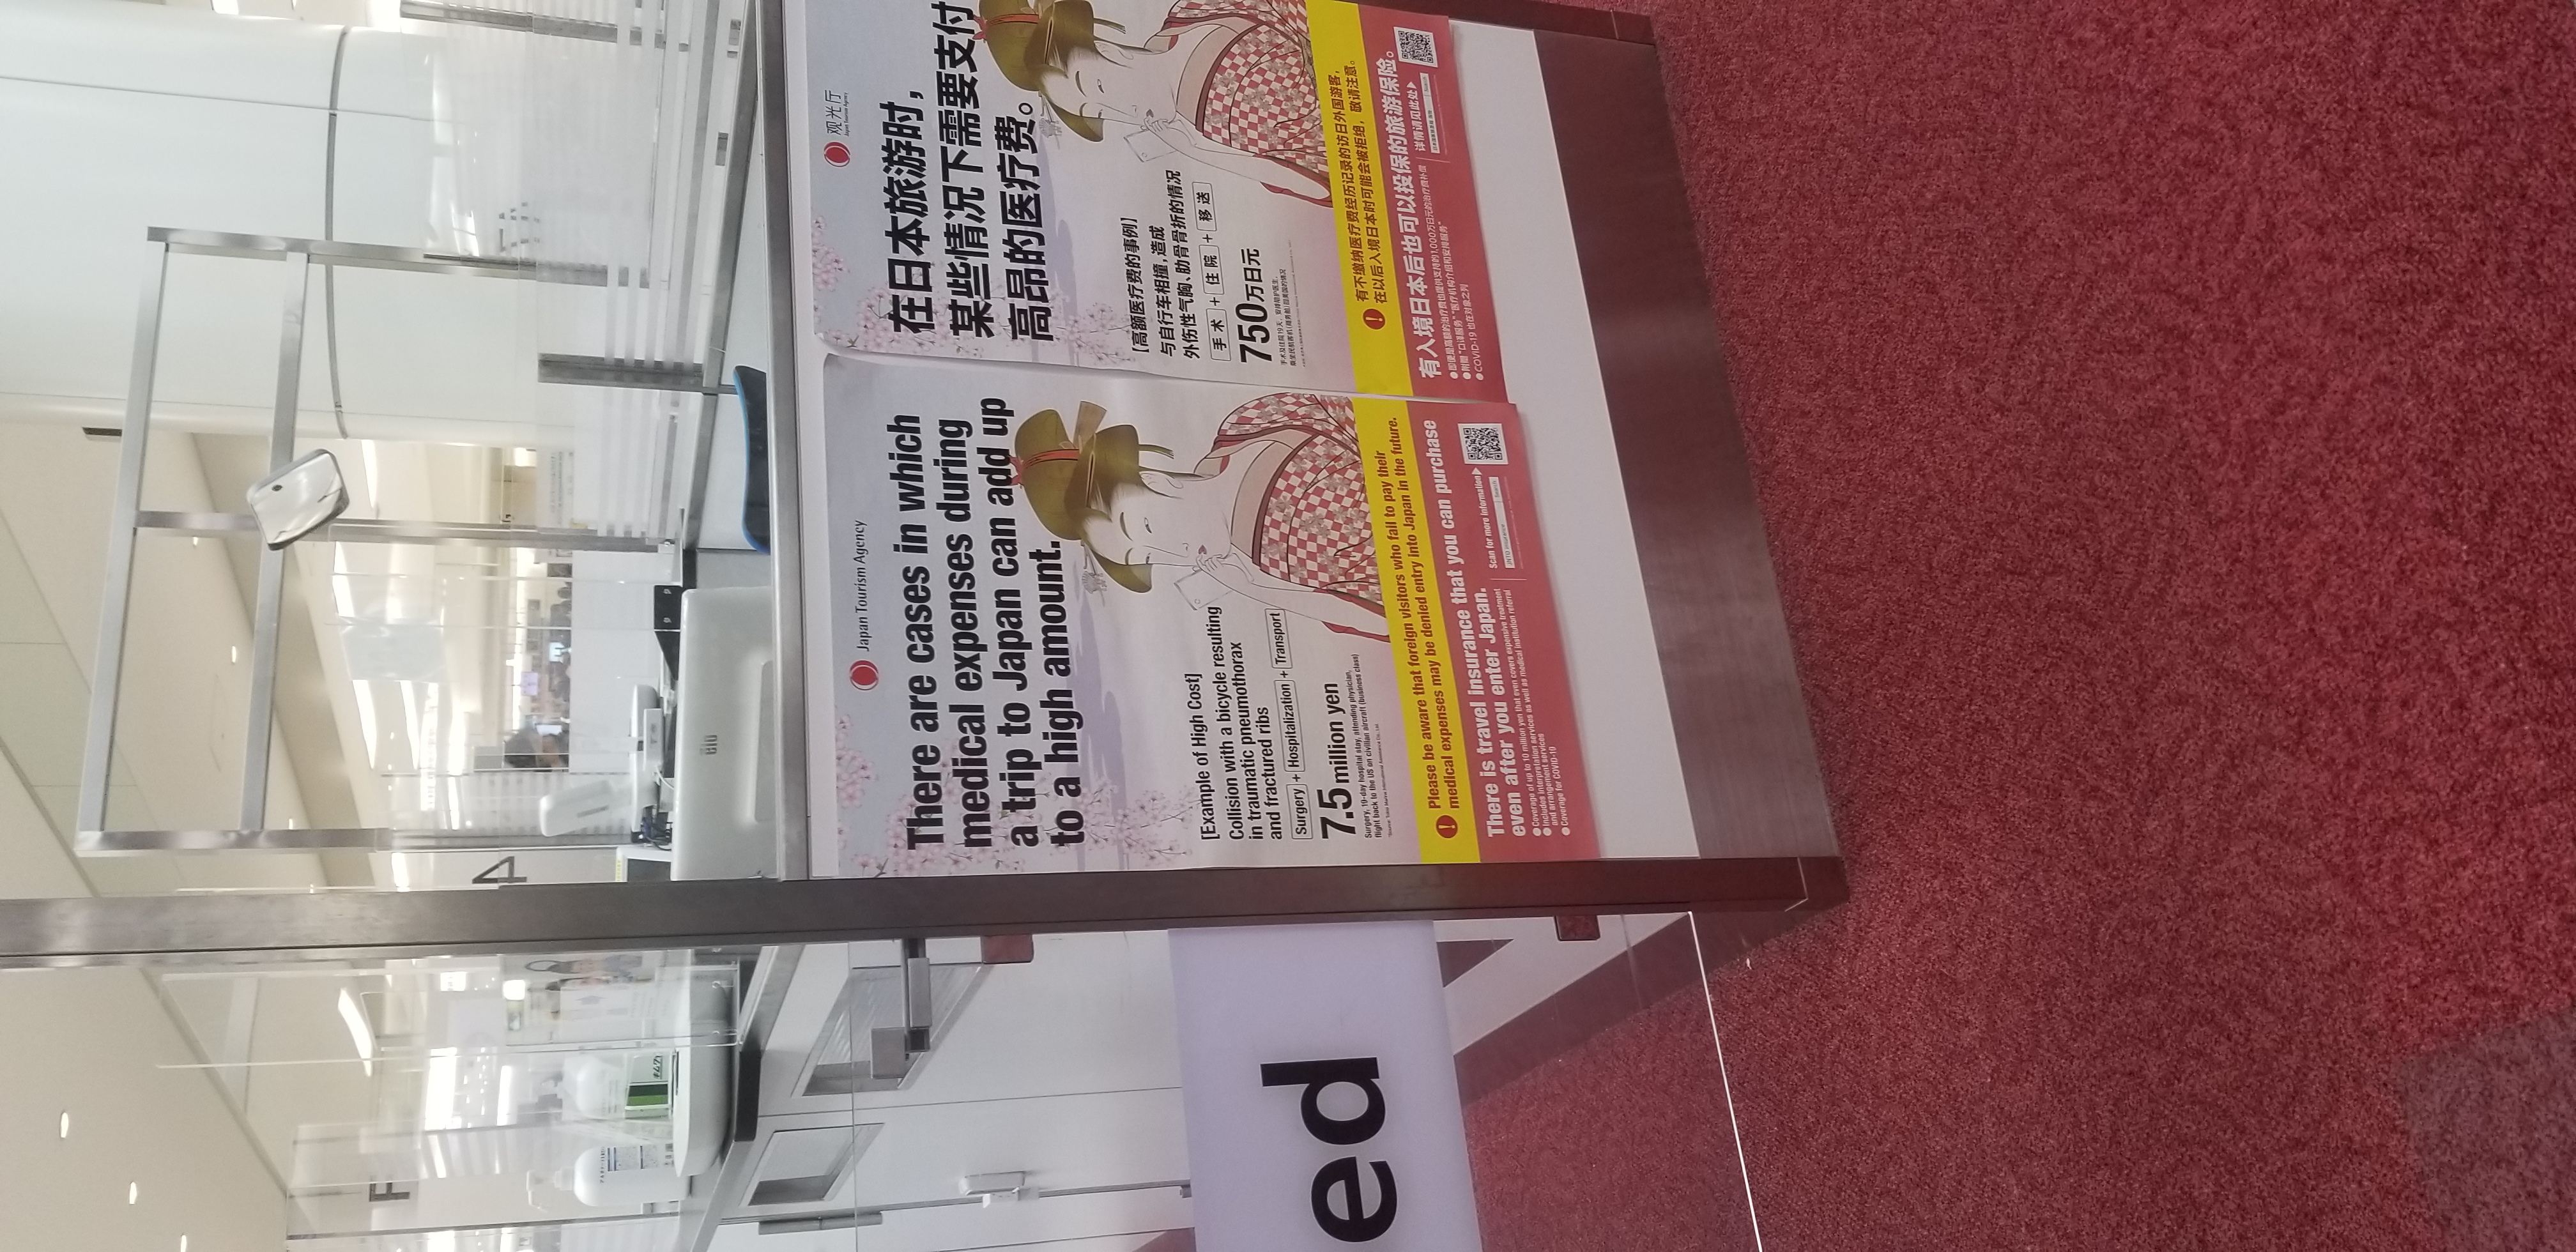 F
4
elo
ed
Japan Tourism Agency
There are cases in which
medical expenses during
a trip to Japan can add up
to a high amount.
[Example of High Cost]
Collision with a bicycle resulting
in traumatic pneumothorax
and fractured ribs
Surgery + Hospitalization + Transport
7.5 million yen
Surgery, 19-day hospital stay, attending physician,
flight back to the US on civilian aircraft (business class)
*Source: Tokio Marine International Assistance Co., Ltd.
! Please be aware that foreign visitors who fail to pay their
medical expenses may be denied entry into Japan in the future.
There is travel insurance that you can purchase
even after you enter Japan.
●Coverage of up to 10 million yen that even covers expensive treatment
●Includes interpretation services as well as medical institution referral
and arrangement services
●Coverage for COVID-19
Scan for more information▶
JNTO insurance Search
观光厅
Japan Tourism Agency
在日本旅游时，
某些情况下需要支付
高昂的医疗费。
【高额医疗费的事例】
与自行车相撞，造成
外伤性气胸、肋骨骨折的情况
手术 + 住院 + 移送
750万日元
手术及住院19天，安排陪护医生，
乘坐民航客机（商务舱）回美国的情况
! 有不缴纳医疗费经历记录的访日外国游客，
在以后入境日本时可能会被拒绝，敬请注意。
有入境日本后也可以投保的旅游保险。
●即便是高额的治疗费也提供支持的1,000万日元的治疗费补偿
●附赠“口译服务”“医疗机构介绍和安排服务”
●COVID-19 也在对象之列
详情请见此处▶
Search